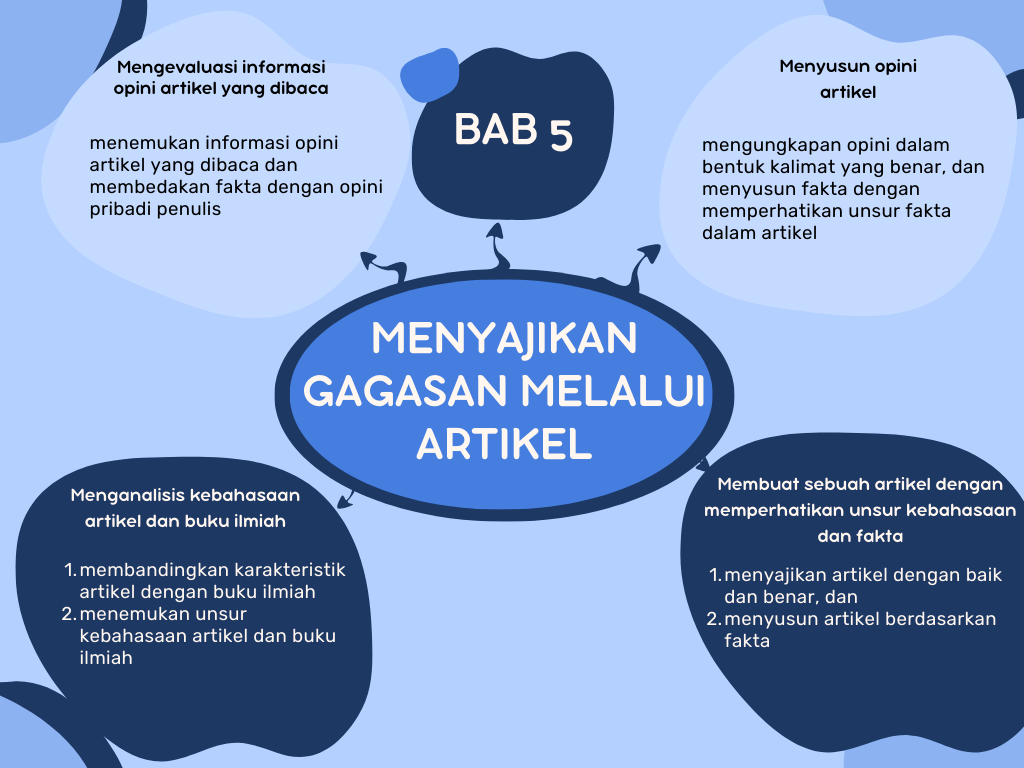 BAB 5
MENYAJIKAN
GAGASAN MELALUI
ARTIKEL
Mengevaluasi informasi
opini artikel yang dibaca
menemukan informasi opini
artikel yang dibaca dan
membedakan fakta dengan opini
pribadi penulis
Menyusun opini
artikel
mengungkapan opini dalam
bentuk kalimat yang benar, dan
menyusun fakta dengan
memperhatikan unsur fakta
dalam artikel
Menganalisis kebahasaan
artikel dan buku ilmiah
1. membandingkan karakteristik
artikel dengan buku ilmiah
2. menemukan unsur
kebahasaan artikel dan buku
ilmiah
Membuat sebuah artikel dengan
memperhatikan unsur kebahasaan
dan fakta
1. menyajikan artikel dengan baik
dan benar, dan
2. menyusun artikel berdasarkan
fakta